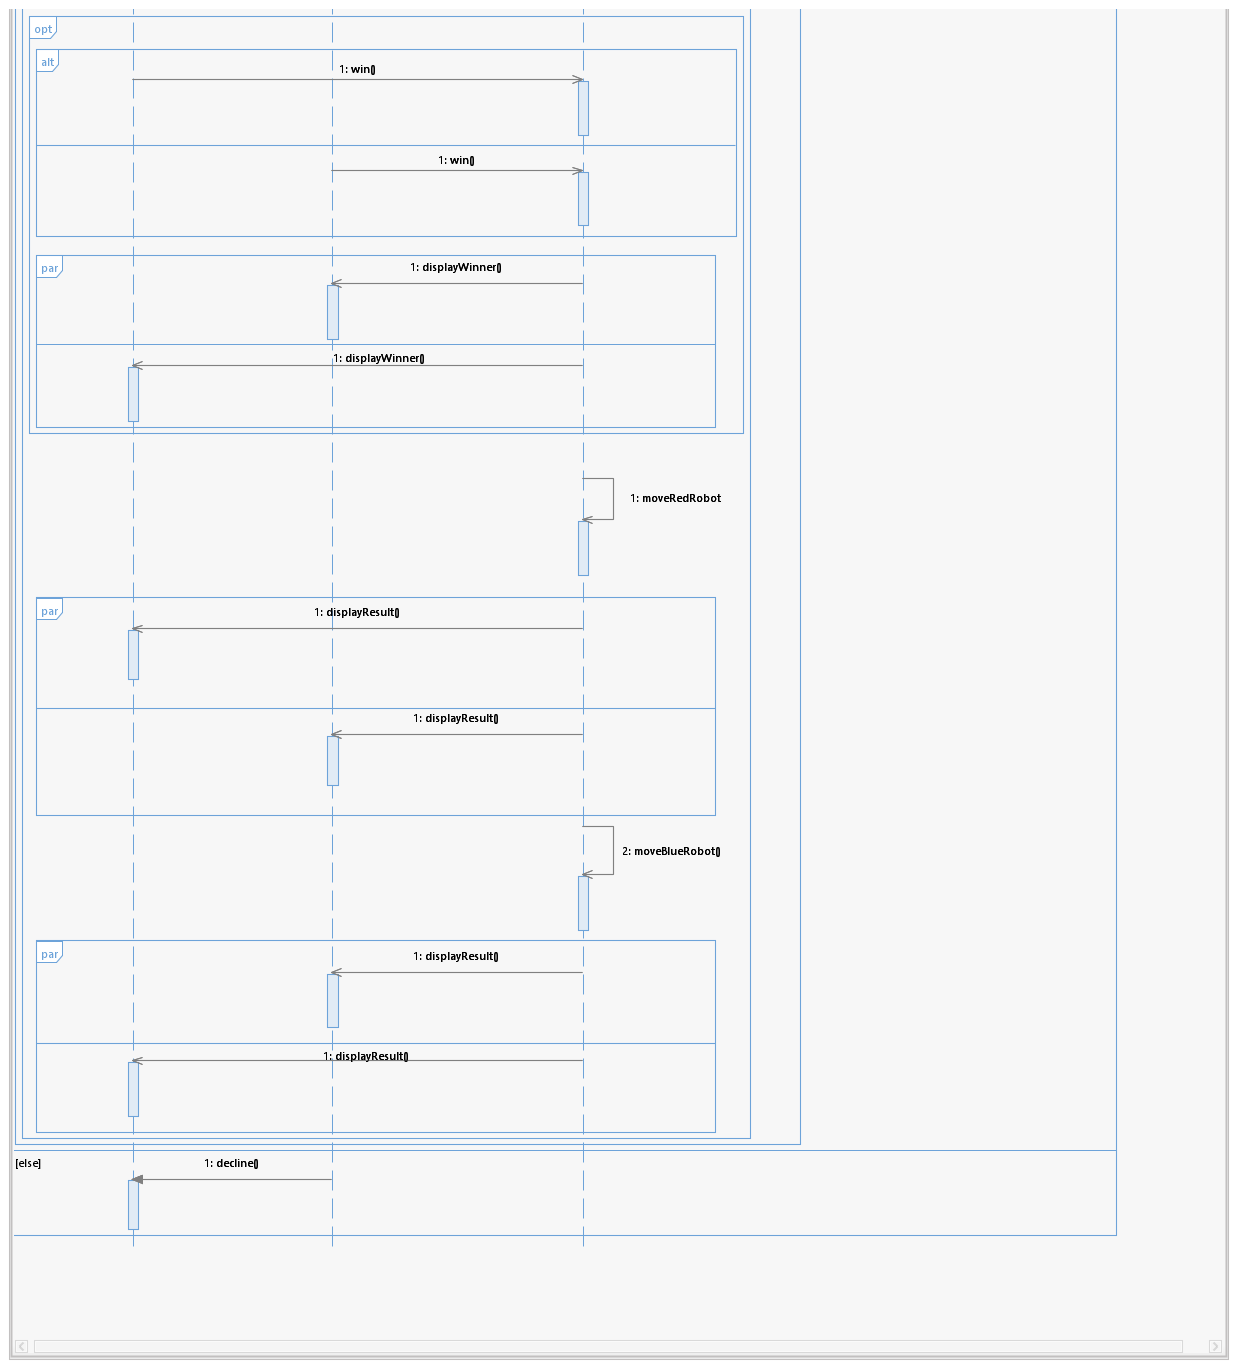 opt
alt
1: win()
1: win()
par
1: displayWinner()
1: displayWinner()
1: moveRedRobot
par
1: displayResult()
1: displayResult()
2: moveBlueRobot()
par
1: displayResult()
1: displayResult()
[else]
1: decline()